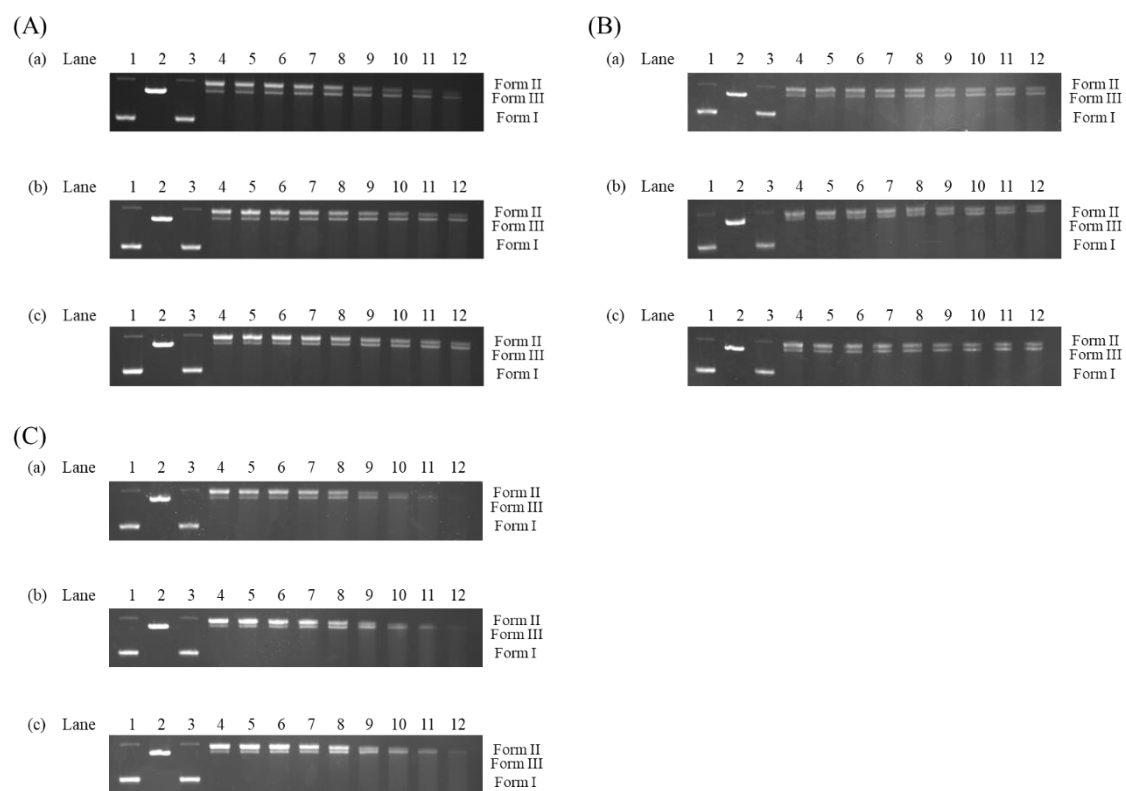 (A)
(a) Lane 1 2 3 4 5 6 7 8 9 10 11 12
Form II
Form III
Form I
(b) Lane 1 2 3 4 5 6 7 8 9 10 11 12
Form II
Form III
Form I
(c) Lane 1 2 3 4 5 6 7 8 9 10 11 12
Form II
Form III
Form I
(B)
(a) Lane 1 2 3 4 5 6 7 8 9 10 11 12
Form II
Form III
Form I
(b) Lane 1 2 3 4 5 6 7 8 9 10 11 12
Form II
Form III
Form I
(c) Lane 1 2 3 4 5 6 7 8 9 10 11 12
Form II
Form III
Form I
(C)
(a) Lane 1 2 3 4 5 6 7 8 9 10 11 12
Form II
Form III
Form I
(b) Lane 1 2 3 4 5 6 7 8 9 10 11 12
Form II
Form III
Form I
(c) Lane 1 2 3 4 5 6 7 8 9 10 11 12
Form II
Form III
Form I